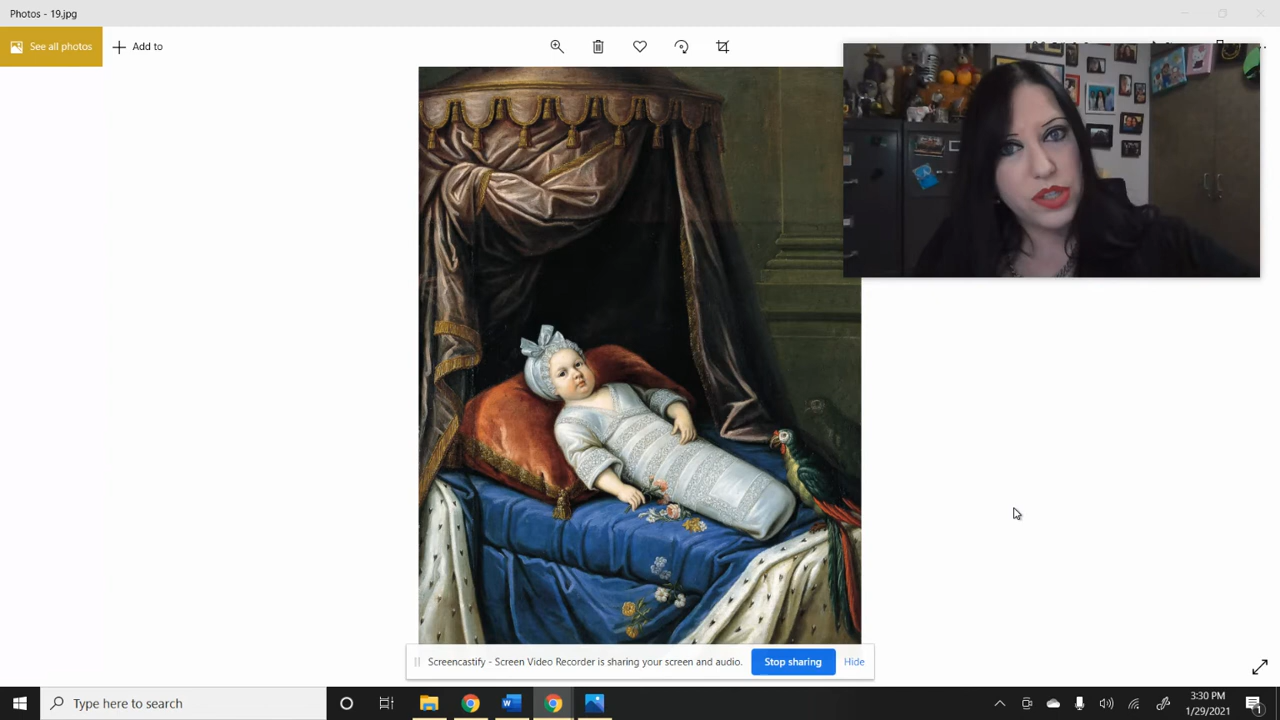 Photos - 19.jpg
See all photos
Add to
Screencastify - Screen Video Recorder is sharing your screen and audio.
Stop sharing
Hide
Type here to search
3:30 PM
1/29/2021
1